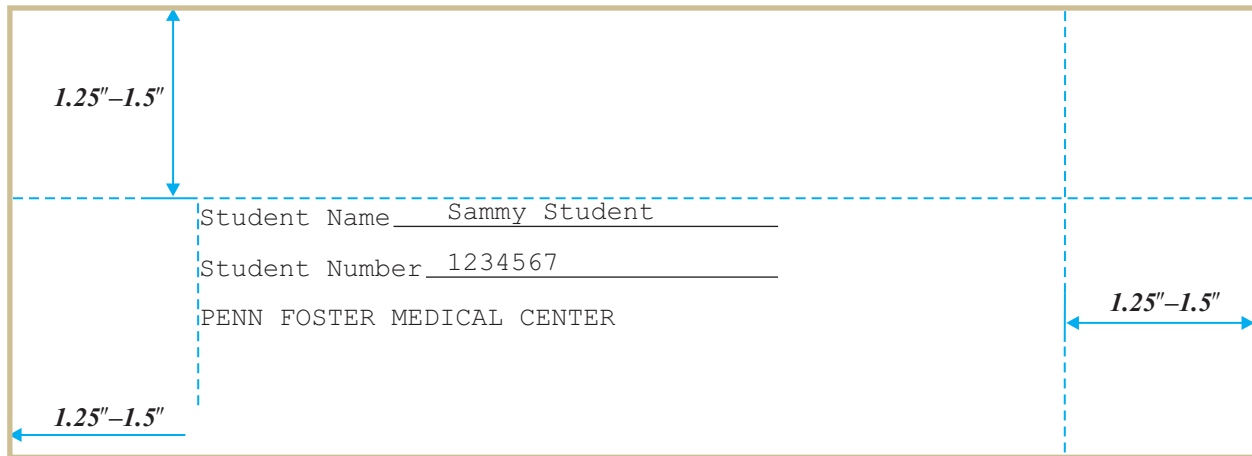 1.25"–1.5"
Student Name Sammy Student
Student Number 1234567
PENN FOSTER MEDICAL CENTER
1.25"–1.5"
1.25"–1.5"